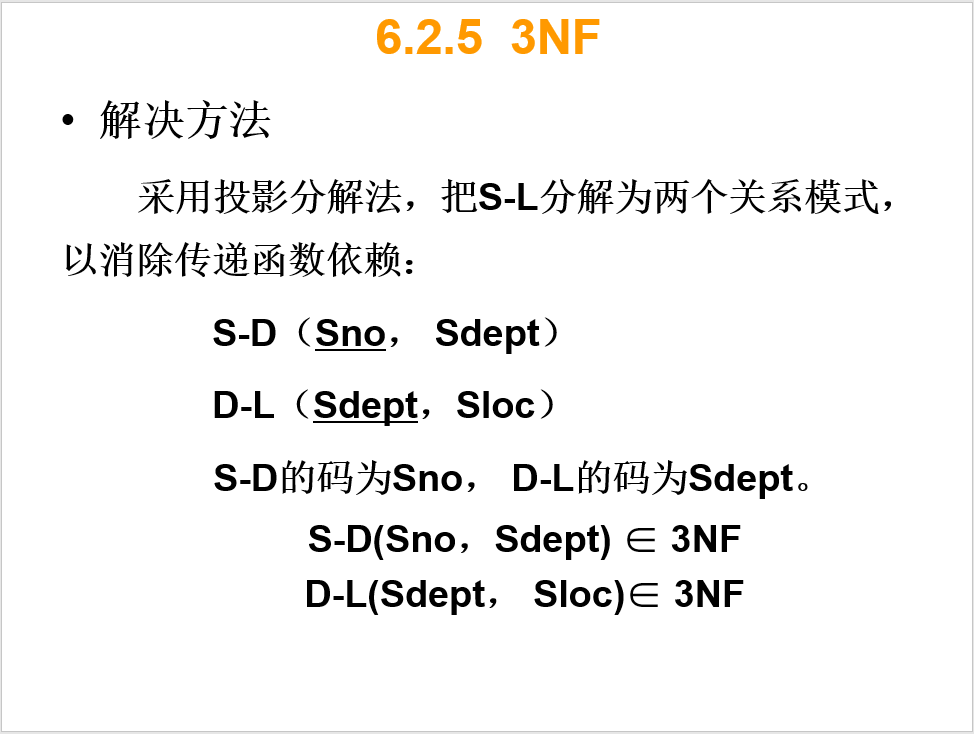 6.2.5 3NF
• 解决方法
采用投影分解法，把S-L分解为两个关系模式，
以消除传递函数依赖：
S-D（Sno， Sdept）
D-L（Sdept，Sloc）
S-D的码为Sno， D-L的码为Sdept。
S-D(Sno，Sdept) ∈ 3NF
D-L(Sdept， Sloc)∈ 3NF